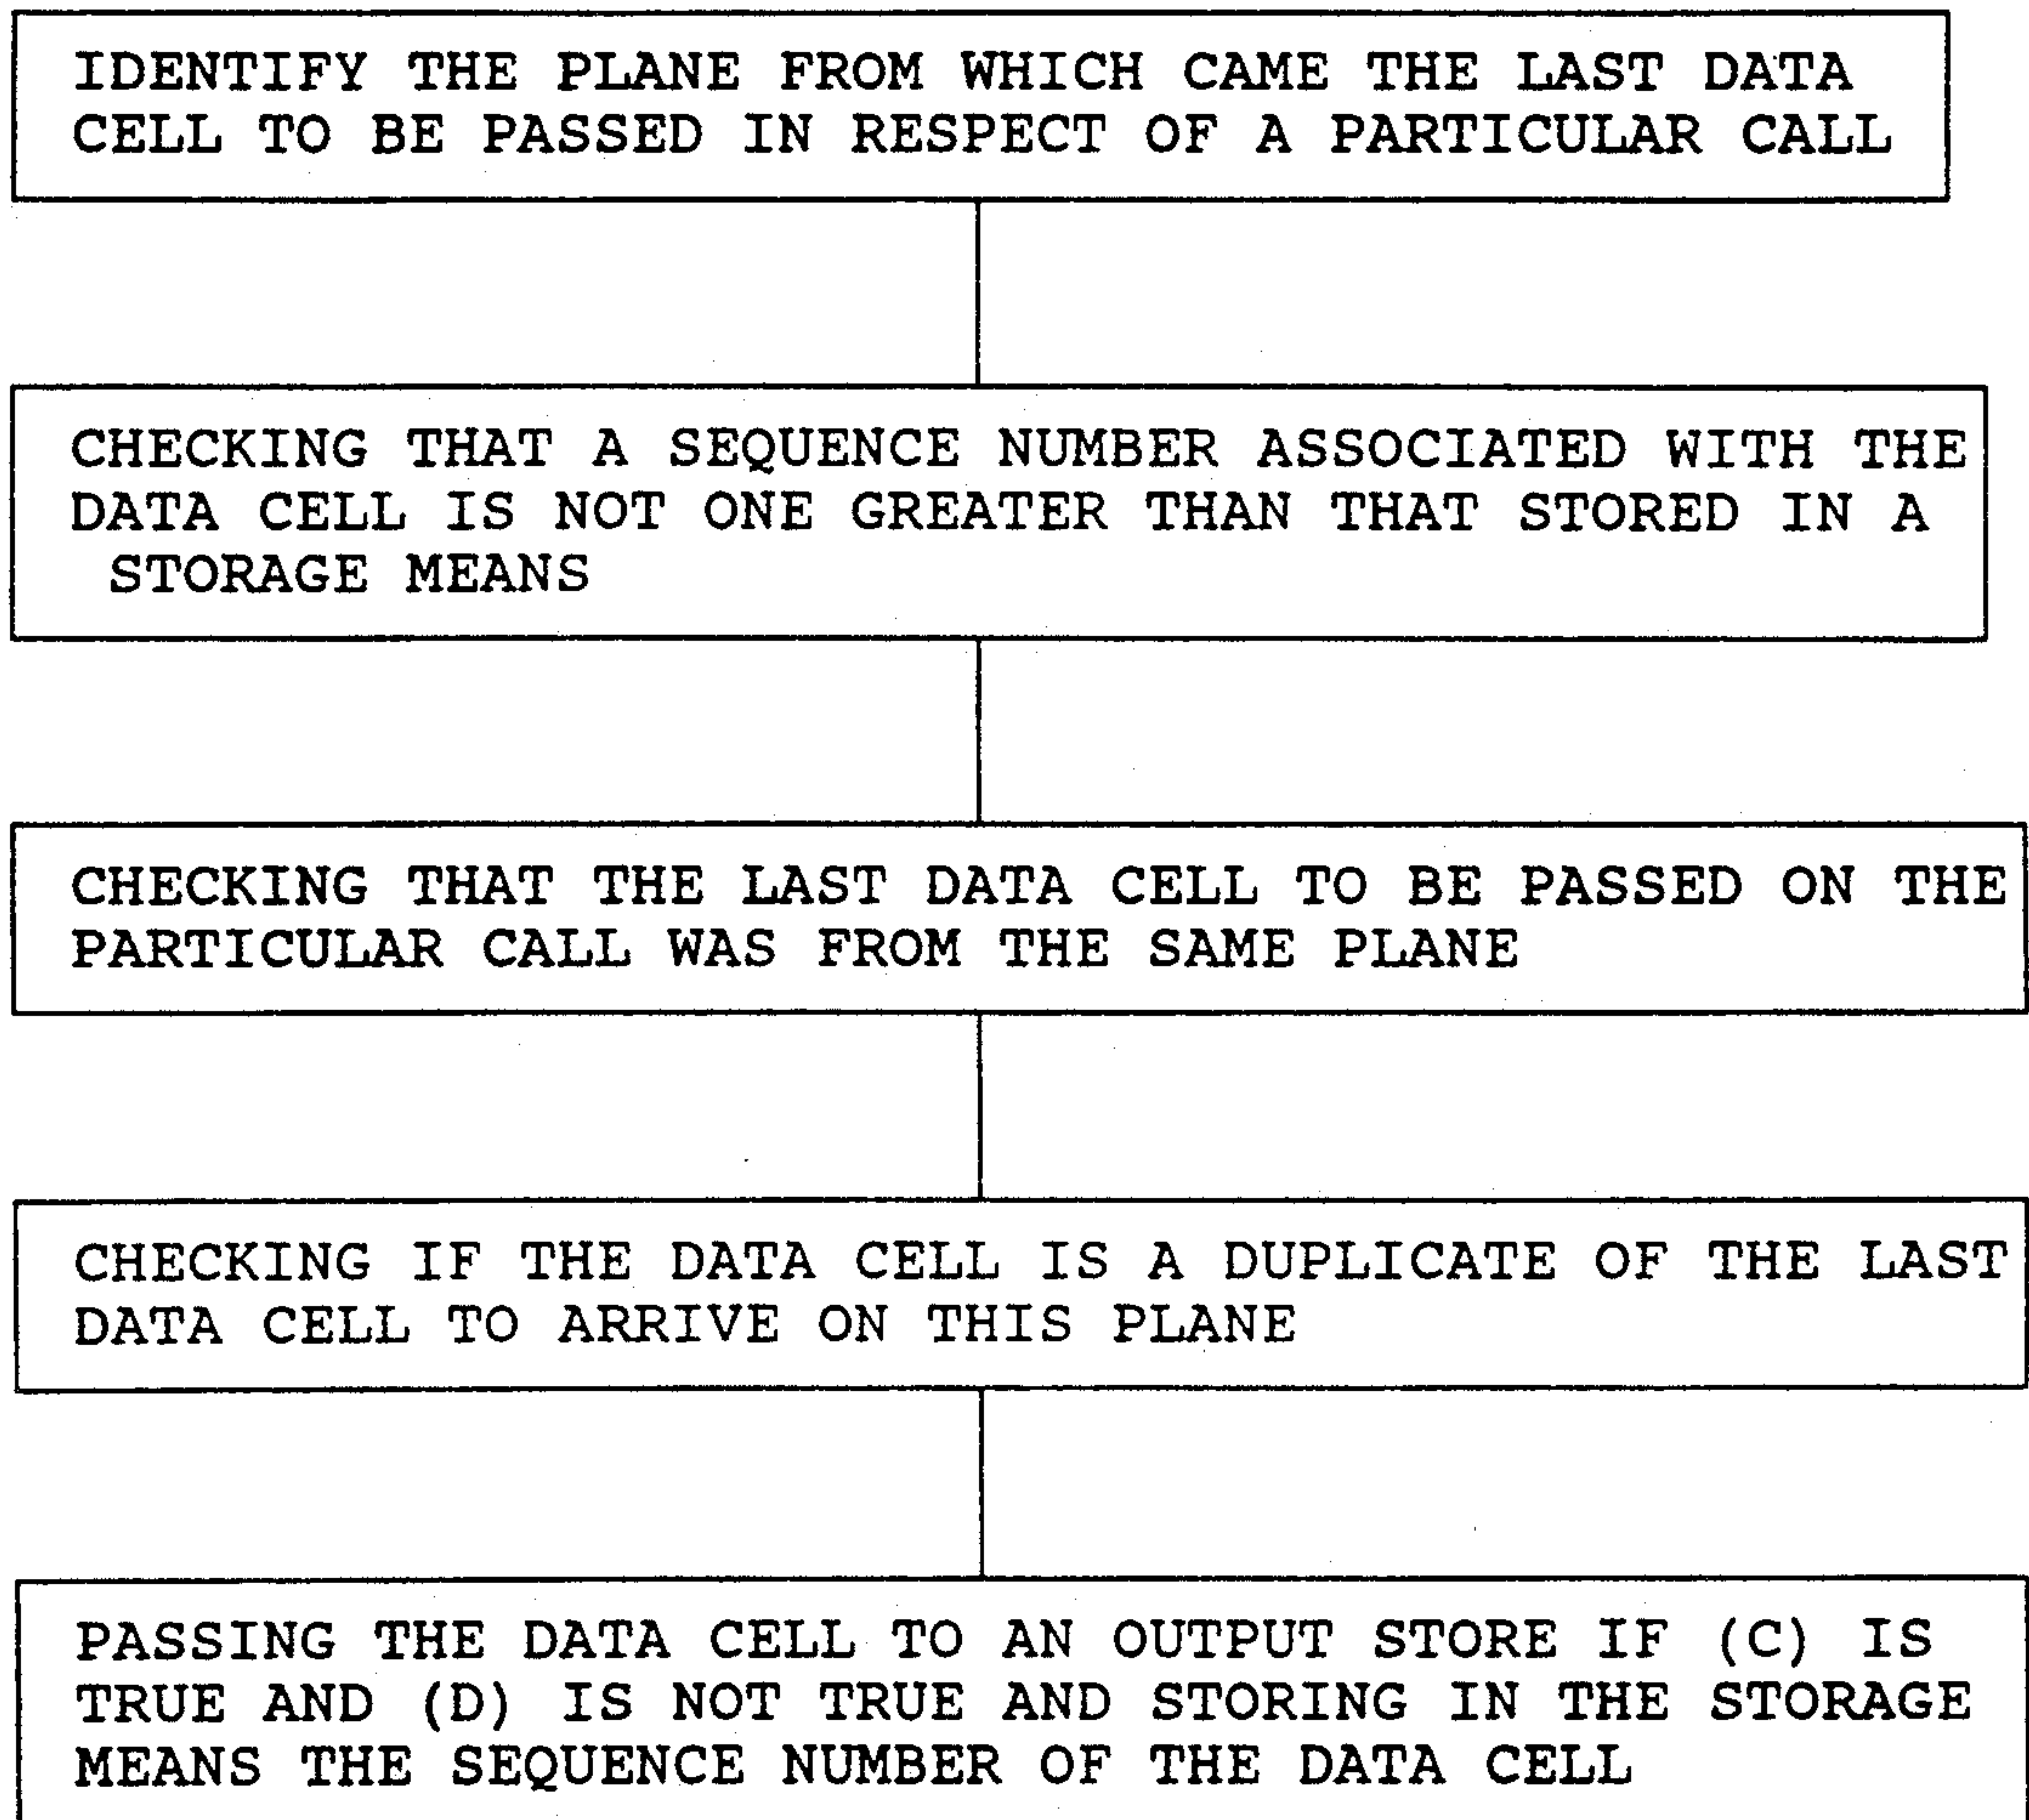 IDENTIFY THE PLANE FROM WHICH CAME THE LAST DATA
CELL TO BE PASSED IN RESPECT OF A PARTICULAR CALL
CHECKING THAT A SEQUENCE NUMBER ASSOCIATED WITH THE
DATA CELL IS NOT ONE GREATER THAN THAT STORED IN A
STORAGE MEANS
CHECKING THAT THE LAST DATA CELL TO BE PASSED ON THE
PARTICULAR CALL WAS FROM THE SAME PLANE
CHECKING IF THE DATA CELL IS A DUPLICATE OF THE LAST
DATA CELL TO ARRIVE ON THIS PLANE
PASSING THE DATA CELL TO AN OUTPUT STORE IF (C) IS
TRUE AND (D) IS NOT TRUE AND STORING IN THE STORAGE
MEANS THE SEQUENCE NUMBER OF THE DATA CELL